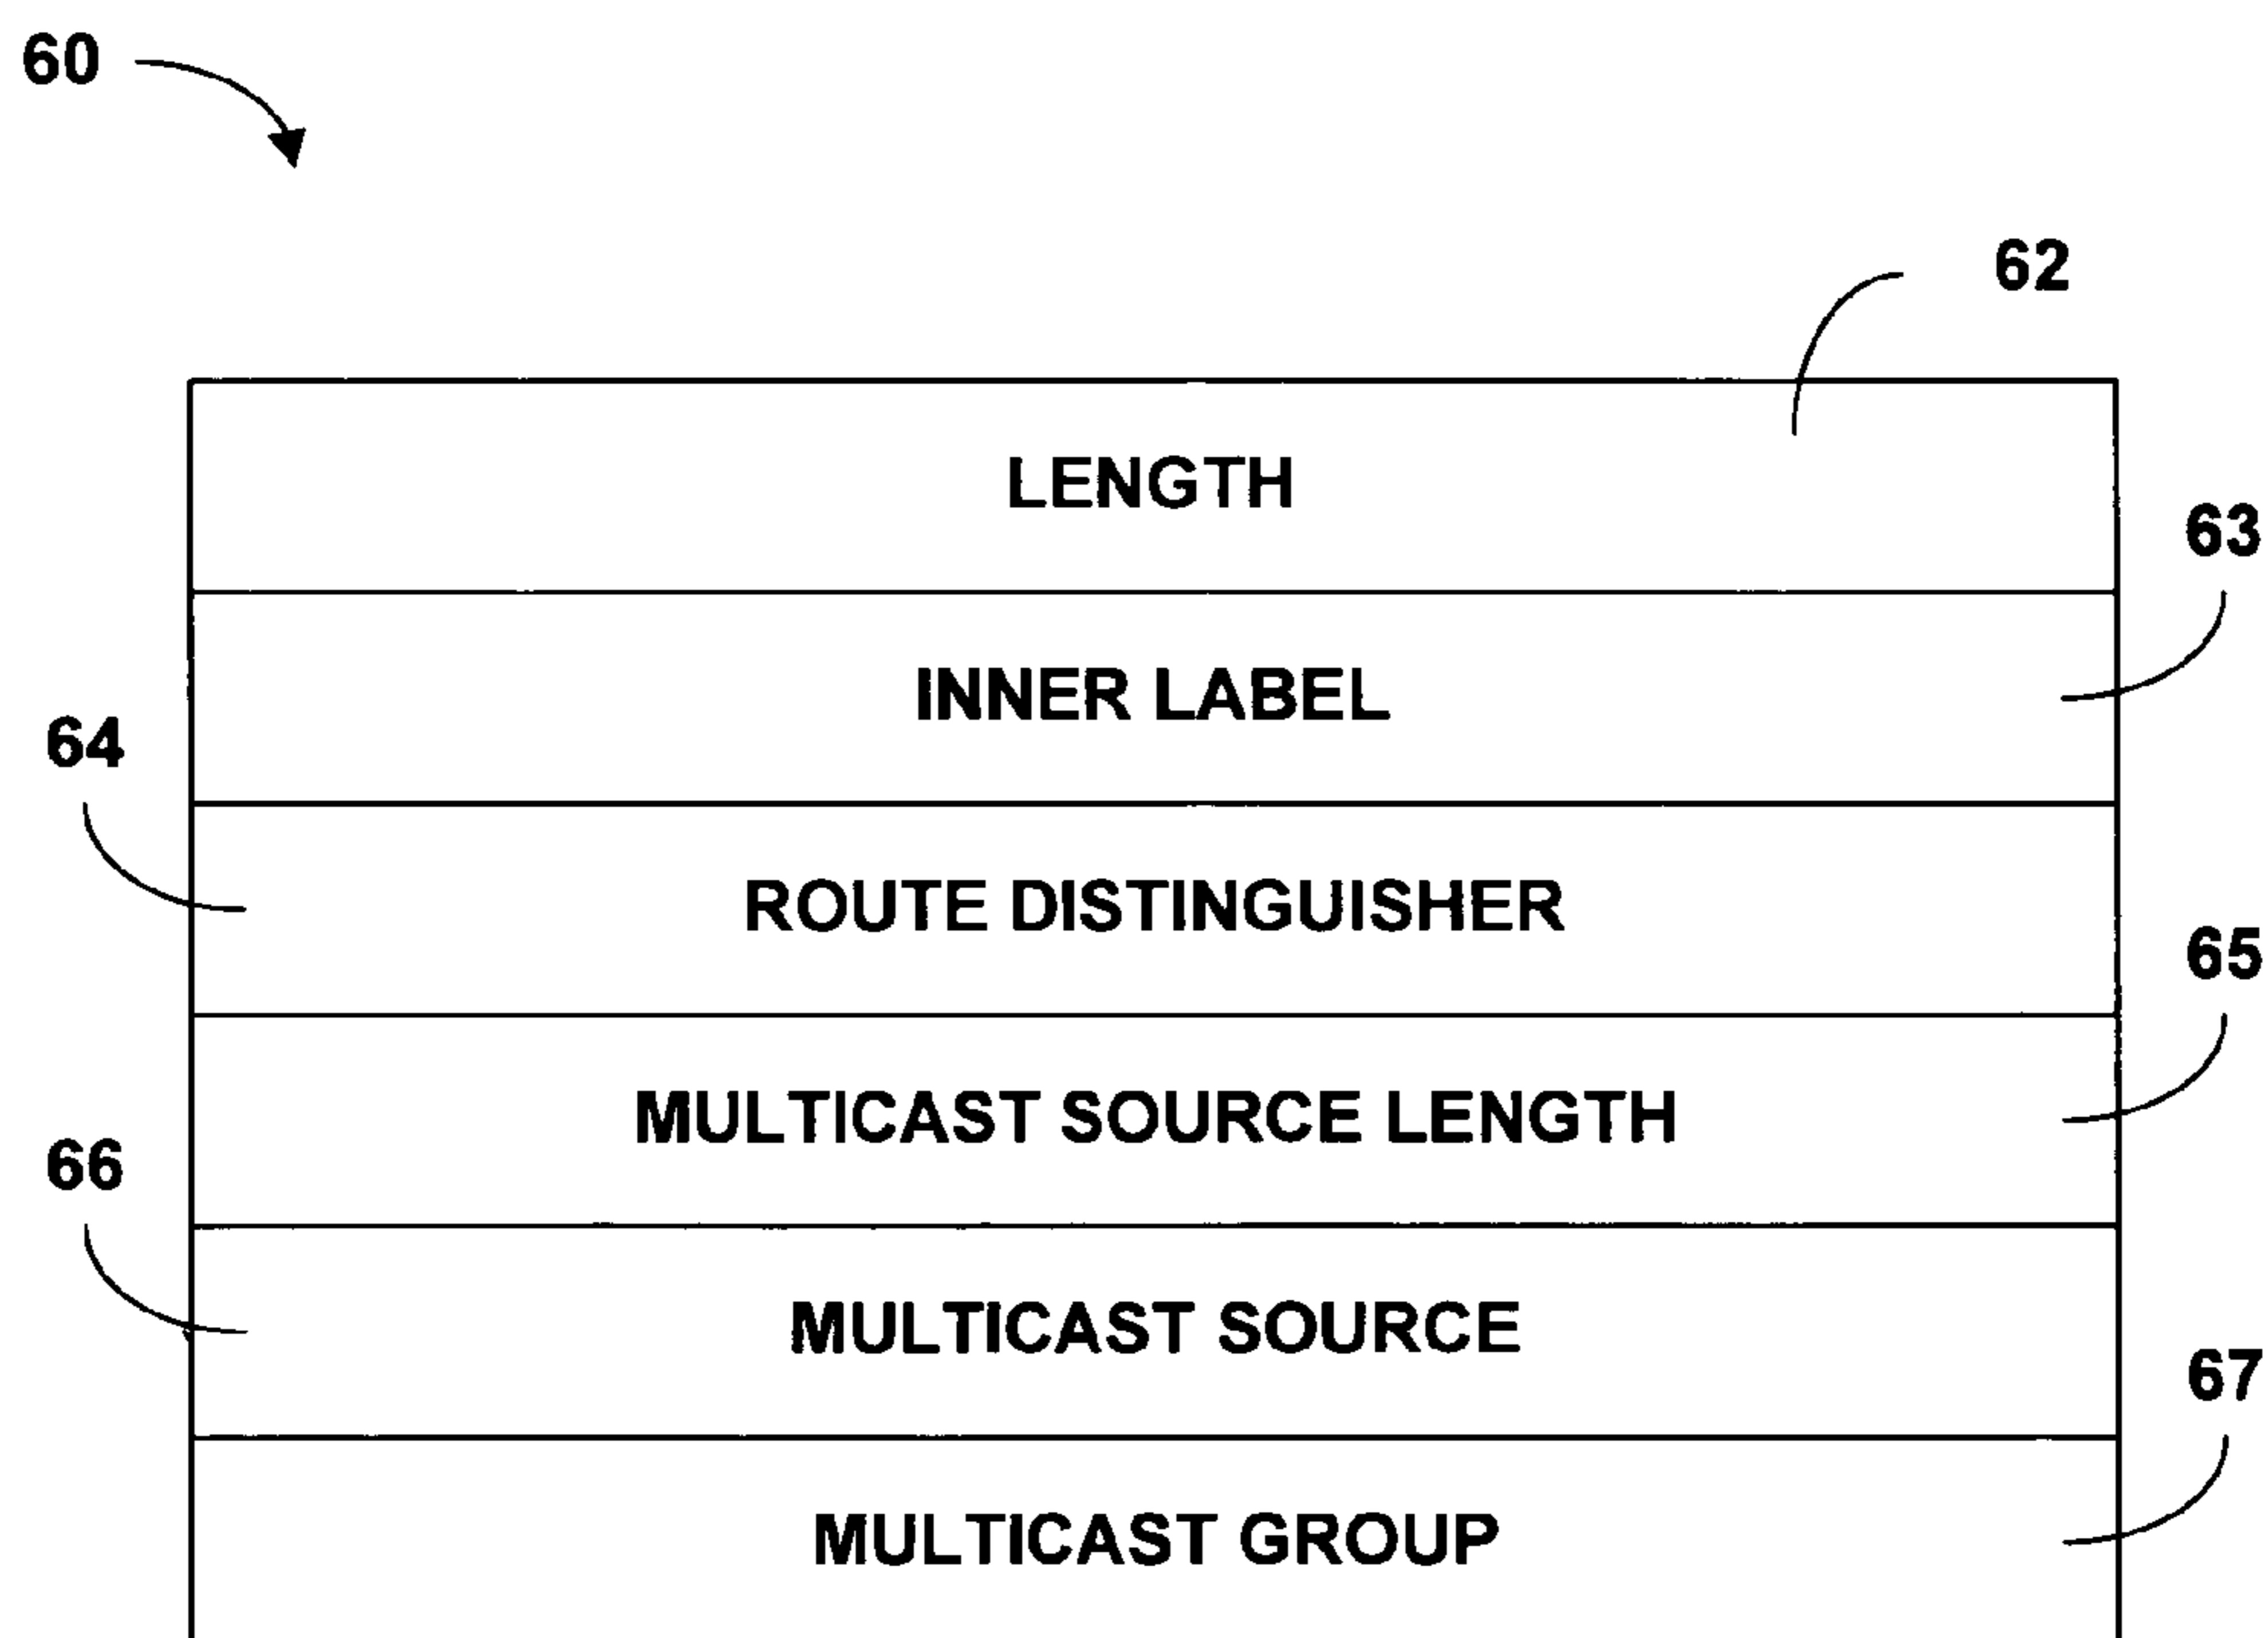 60
62
LENGTH
63
INNER LABEL
64
ROUTE DISTINGUISHER
65
MULTICAST SOURCE LENGTH
66
MULTICAST SOURCE
67
MULTICAST GROUP